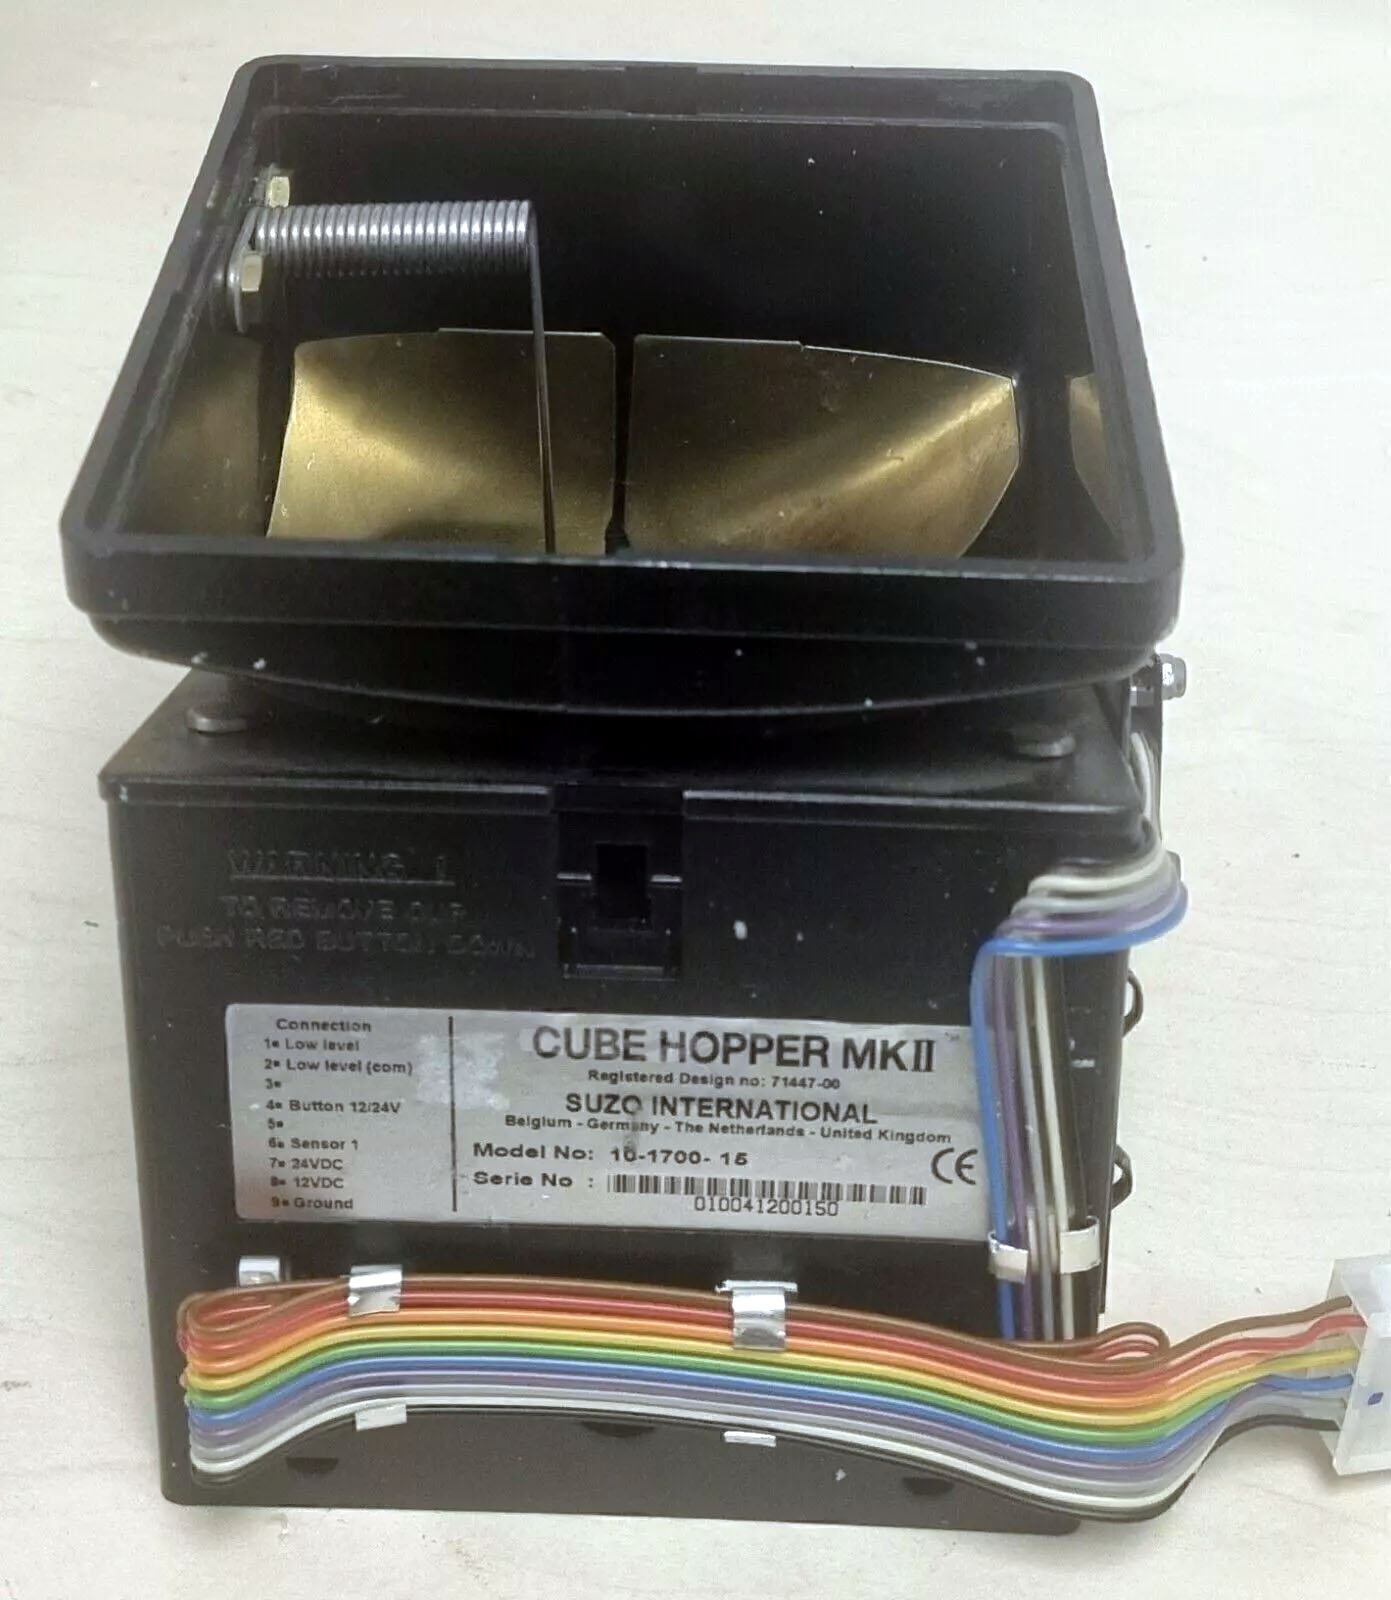 WARNING !
TO REMOVE CUP
PUSH RED BUTTON DOWN
Connection
1= Low level
2= Low level (com)
3=
4= Button 12/24V
5=
6= Sensor 1
7= 24VDC
8= 12VDC
9= Ground
CUBE HOPPER MKII
Registered Design no: 71447-00
SUZO INTERNATIONAL
Belgium - Germany - The Netherlands - United Kingdom
Model No: 10-1700- 15
CE
Serie No :
010041200150